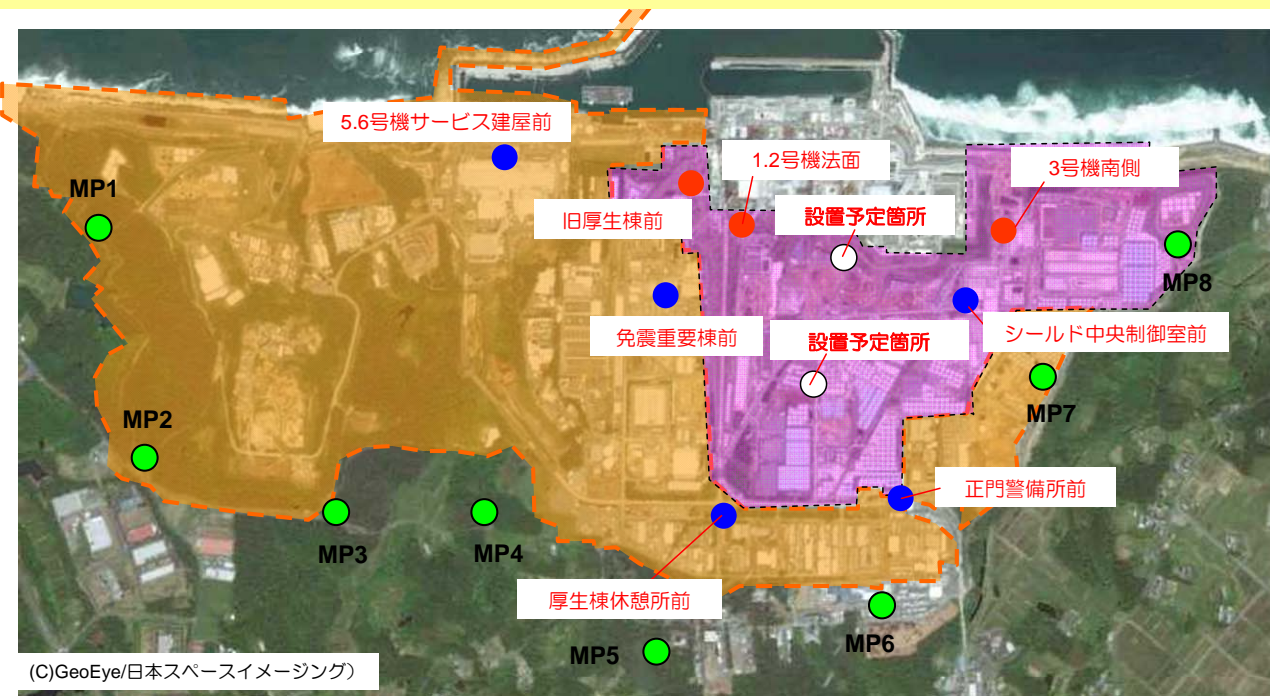 5.6号機サービス建屋前
1.2号機法面
3号機南側
MP1
旧厚生棟前
設置予定箇所
MP8
免震重要棟前
設置予定箇所
シールド中央制御室前
MP7
MP2
正門警備所前
MP3
MP4
厚生棟休憩所前
MP6
MP5
(C)GeoEye/日本スペースイメージング）